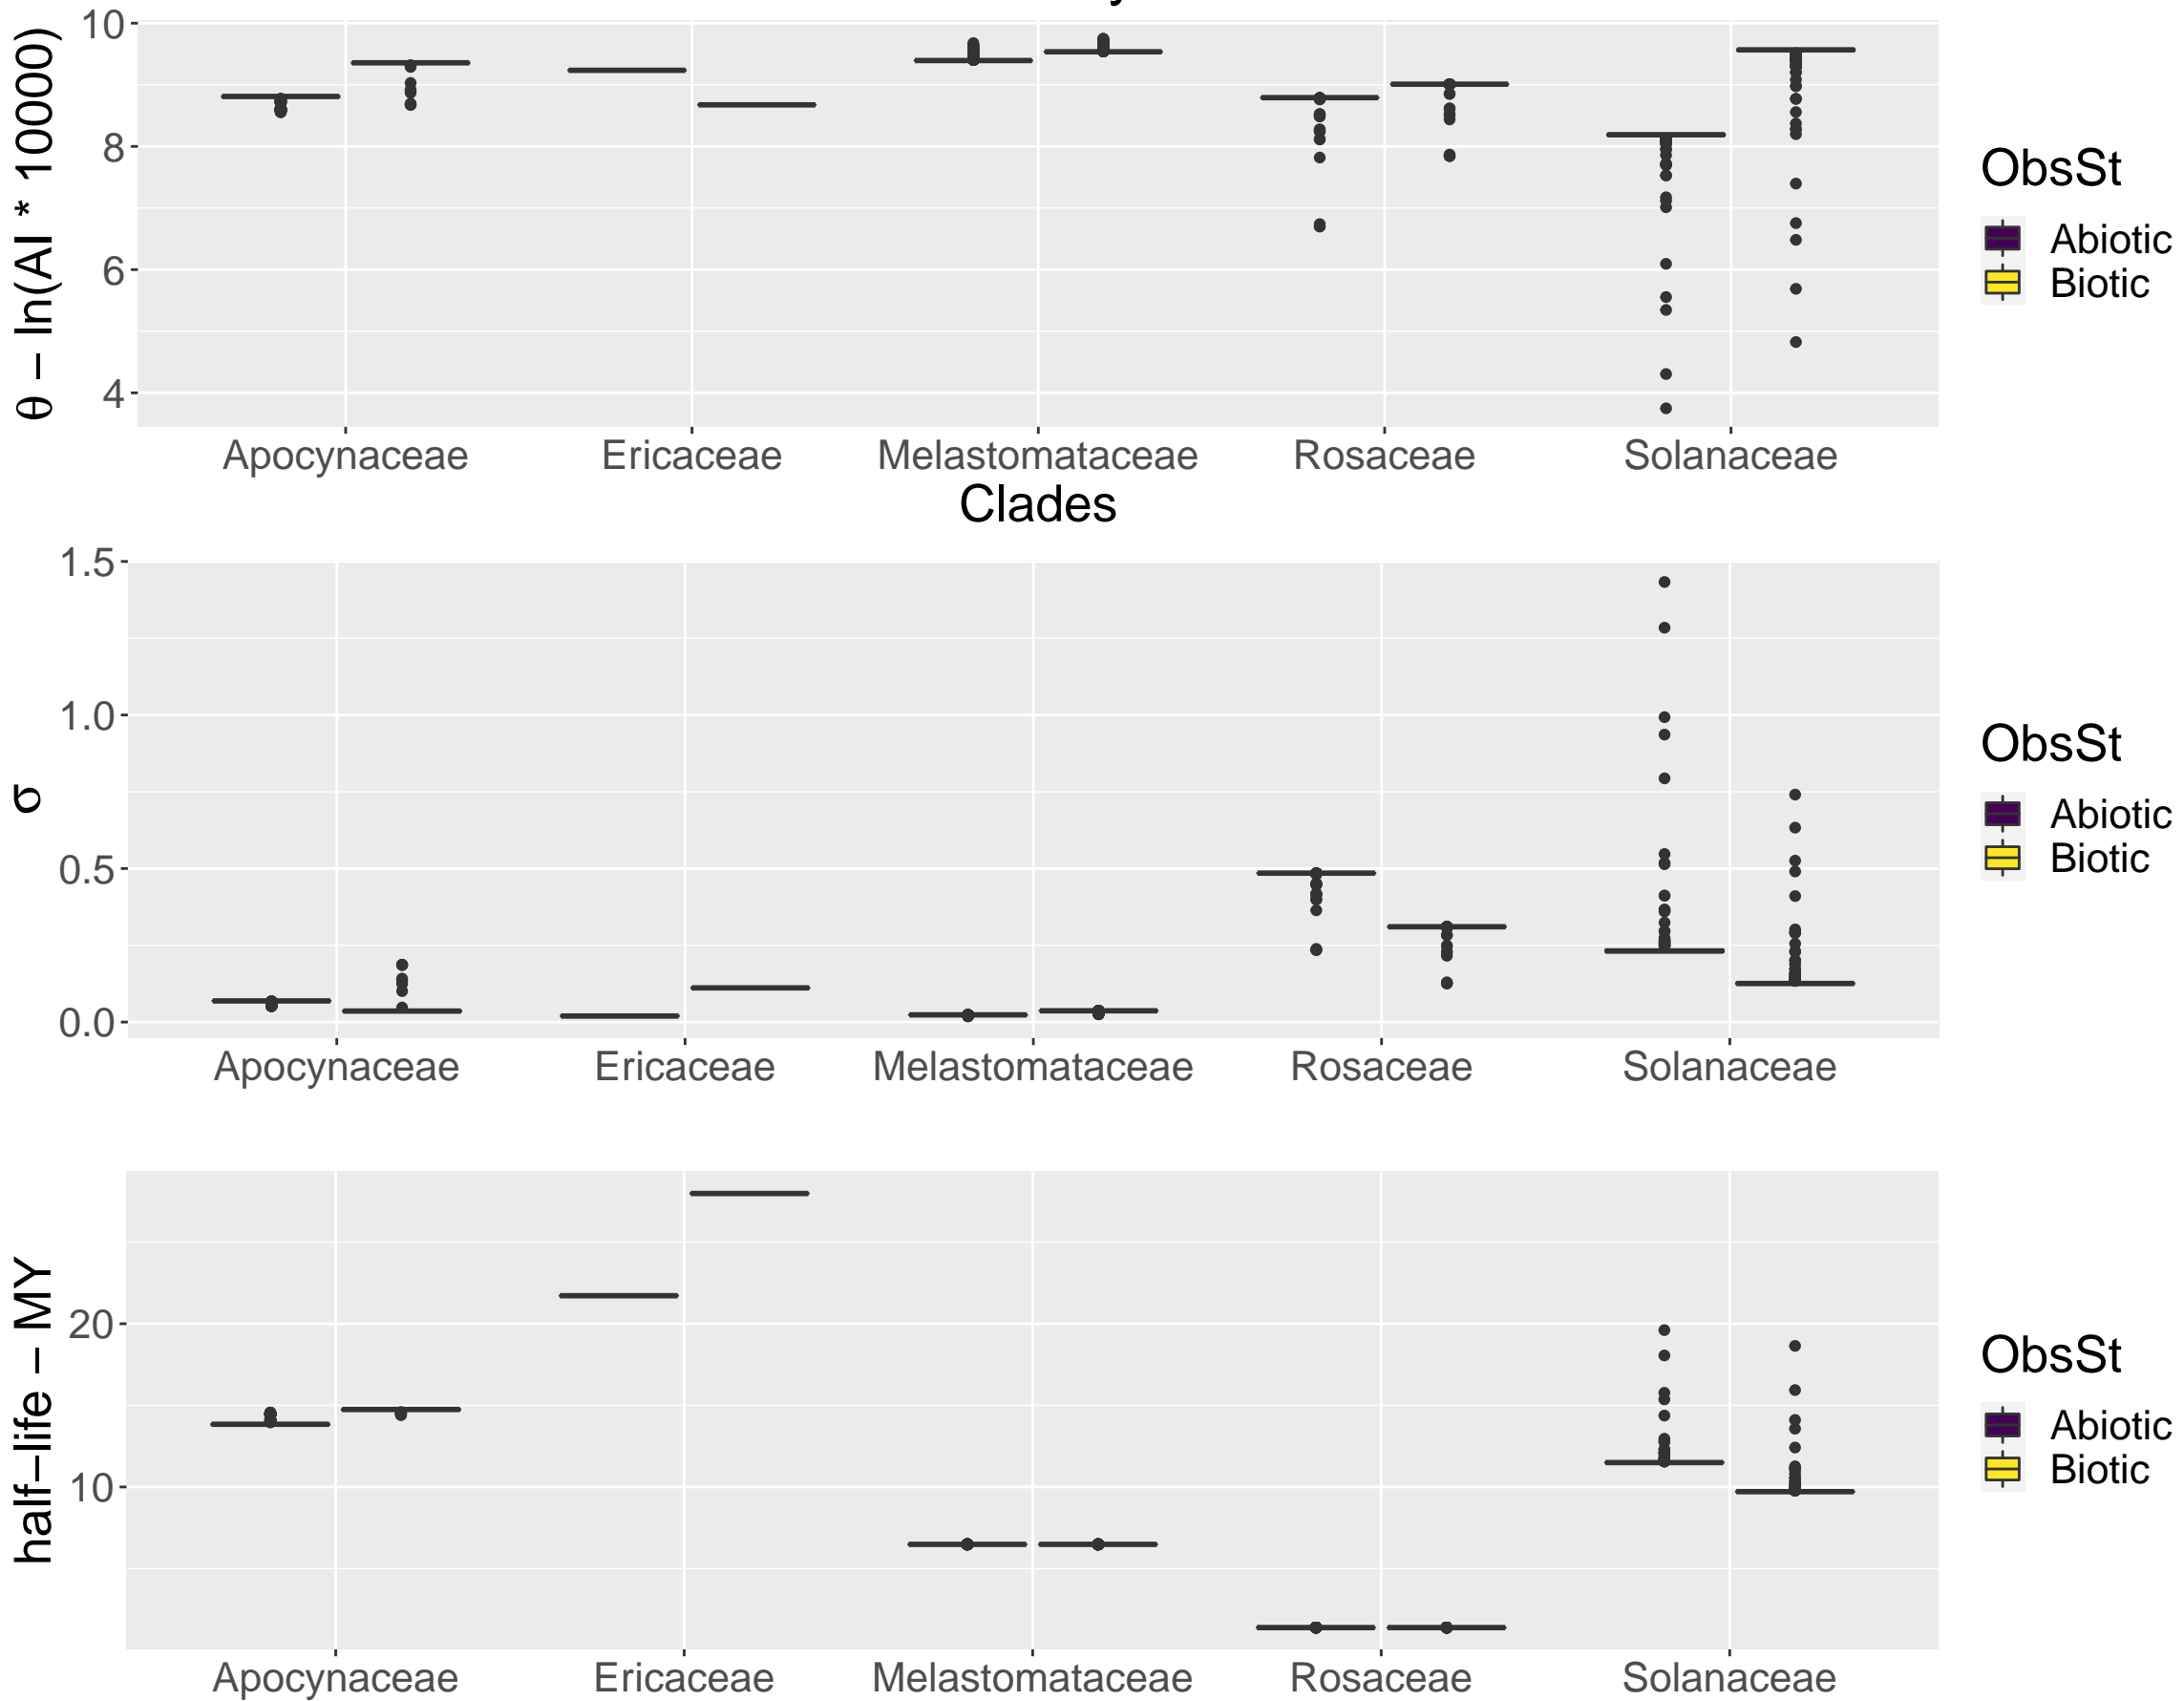 10
8
6
4
θ − ln(AI * 10000)
Apocynaceae Ericaceae Melastomataceae Rosaceae Solanaceae
Clades
ObsSt
Abiotic
Biotic
1.5
1.0
0.5
0.0
σ
Apocynaceae Ericaceae Melastomataceae Rosaceae Solanaceae
ObsSt
Abiotic
Biotic
20
10
half−life − MY
Apocynaceae Ericaceae Melastomataceae Rosaceae Solanaceae
ObsSt
Abiotic
Biotic